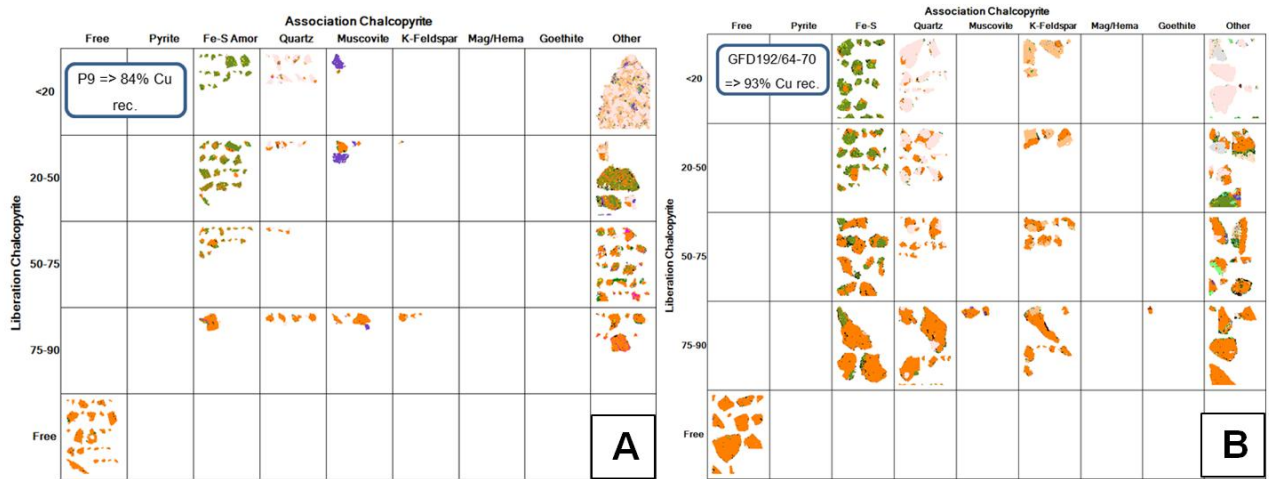 Association Chalcopyrite
Free Pyrite Fe-S Amor Quartz Muscovite K-Feldspar Mag/Hema Goethite Other
P9 => 84% Cu
rec.
Liberation Chalcopyrite
<20
20-50
50-75
75-90
Free
A
Association Chalcopyrite
Free Pyrite Fe-S Quartz Muscovite K-Feldspar Mag/Hema Goethite Other
GFD192/64-70
=> 93% Cu rec.
Liberation Chalcopyrite
<20
20-50
50-75
75-90
Free
B